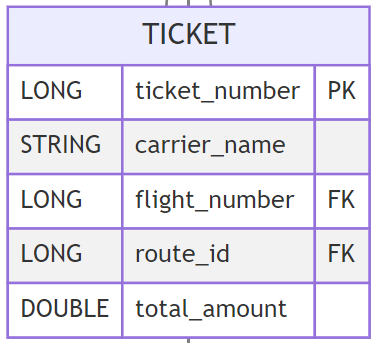 TICKET
LONG ticket_number PK
STRING carrier_name
LONG flight_number FK
LONG route_id FK
DOUBLE total_amount